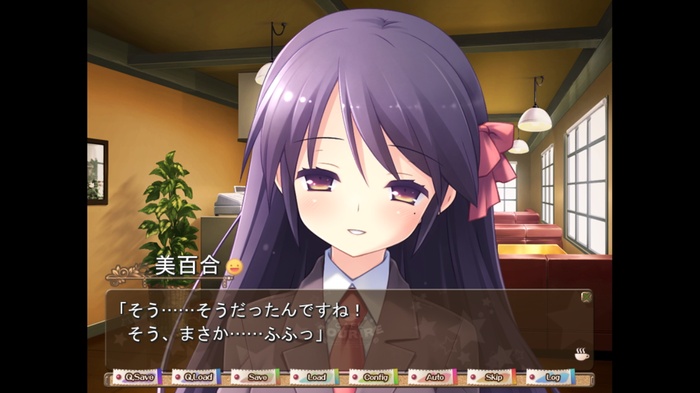 美百合
「そう……そうだったんですね！
そう、まさか……ふふっ」
Q.Save
Q.Load
Save
Load
Config
Auto
Skip
Log